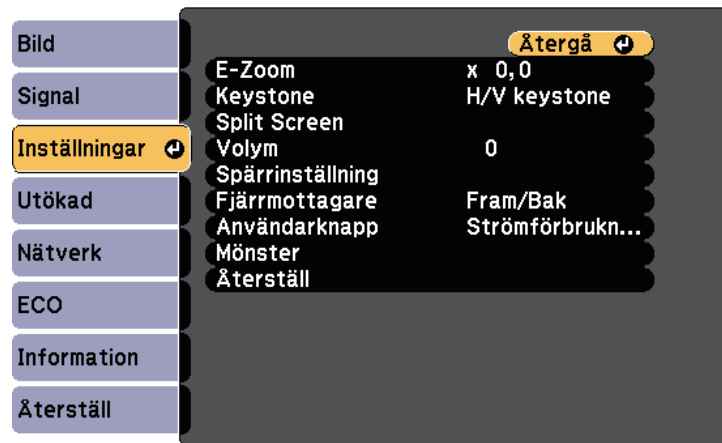 Bild
Signal
Inställningar
Utökad
Nätverk
ECO
Information
Återställ
Återgå
E-Zoom x 0,0
Keystone H/V keystone
Split Screen
Volym 0
Spärrinställning
Fjärrmottagare Fram/Bak
Användarknapp Strömförbrukn...
Mönster
Återställ